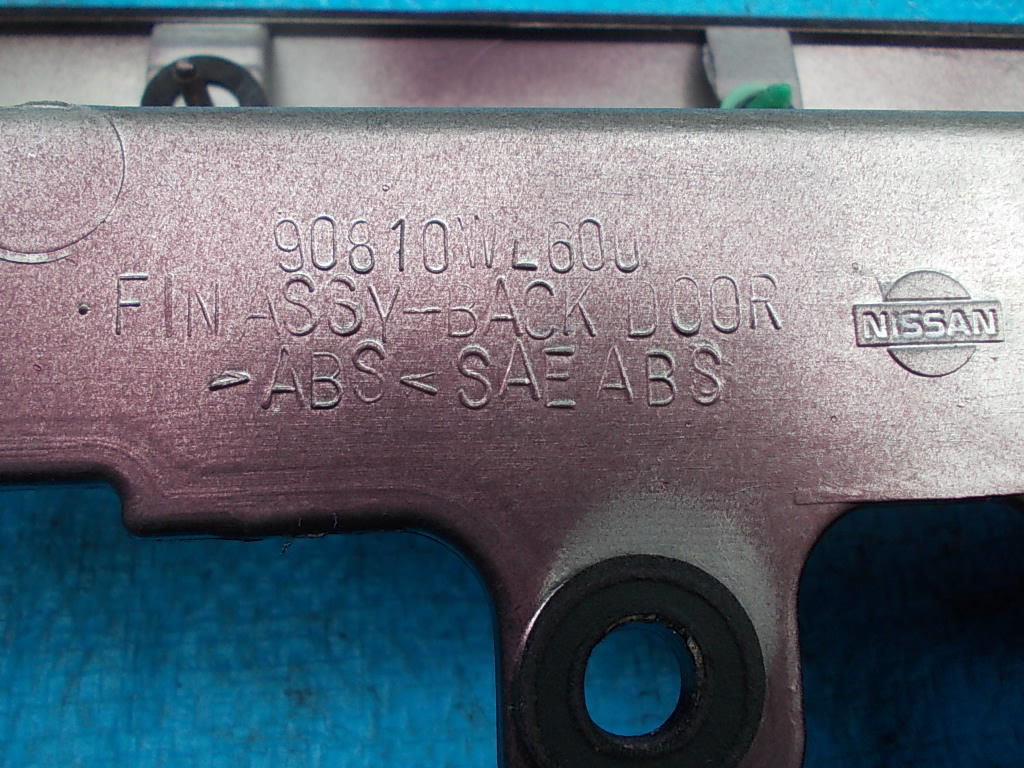 90810WL600
FIN ASSY-BACK DOOR
>ABS< SAE ABS
NISSAN